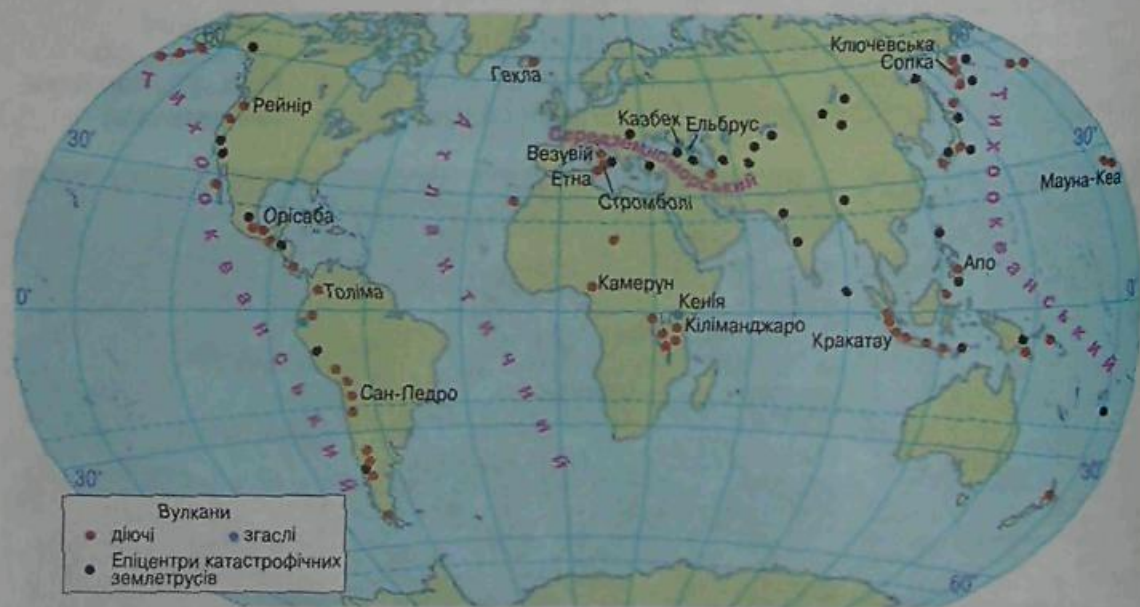 60°
60°
Ключевська
Сопка
Гекла
Тихоокеанський
Атлантичний
Тихоокеанський
Рейнір
Казбек
Ельбрус
Середземноморський
30°
30°
Везувій
Етна
Стромболі
Мауна-Кеа
Орісаба
Апо
Толіма
Камерун
Кенія
0°
0°
Кіліманджаро
Кракатау
Сан-Педро
30°
30°
Вулкани
діючі
згаслі
Епіцентри катастрофічних
землетрусів
60°